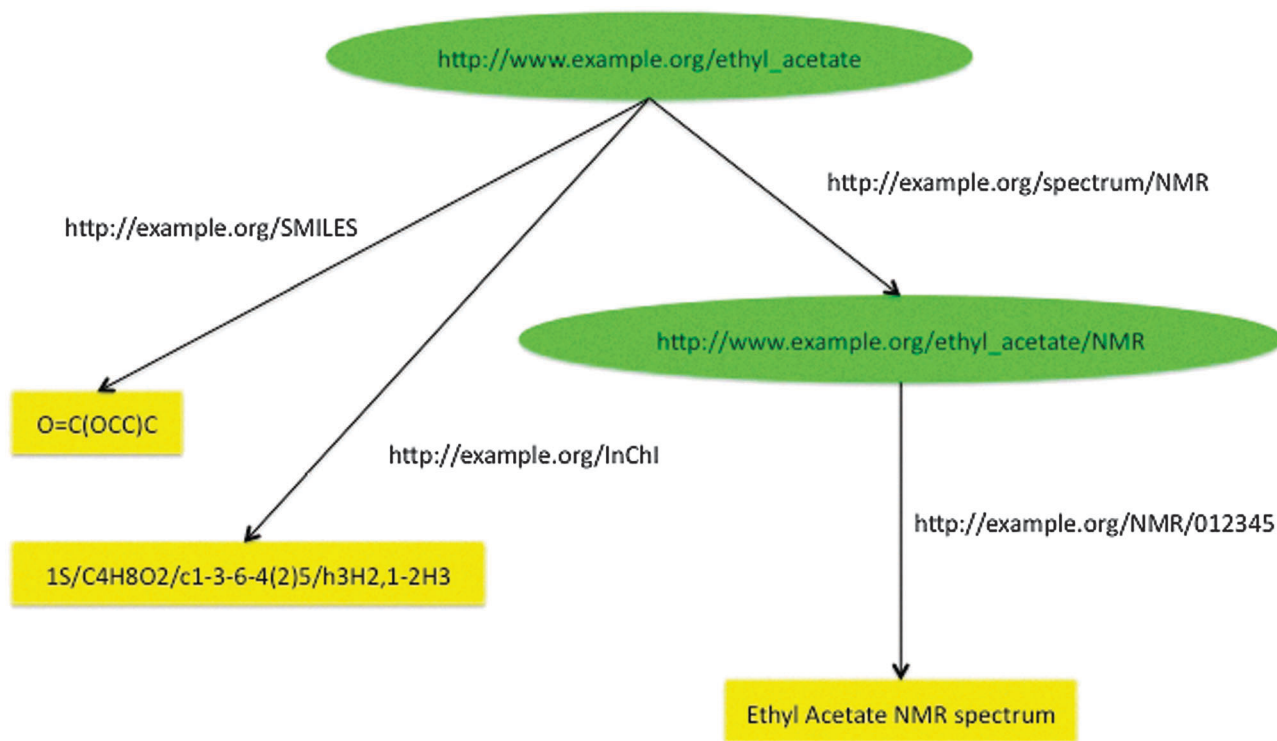 http://www.example.org/ethyl_acetate
http://example.org/spectrum/NMR
http://example.org/SMILES
http://www.example.org/ethyl_acetate/NMR
O=C(OCC)C
http://example.org/InChI
http://example.org/NMR/012345
1S/C4H8O2/c1-3-6-4(2)5/h3H2,1-2H3
Ethyl Acetate NMR spectrum